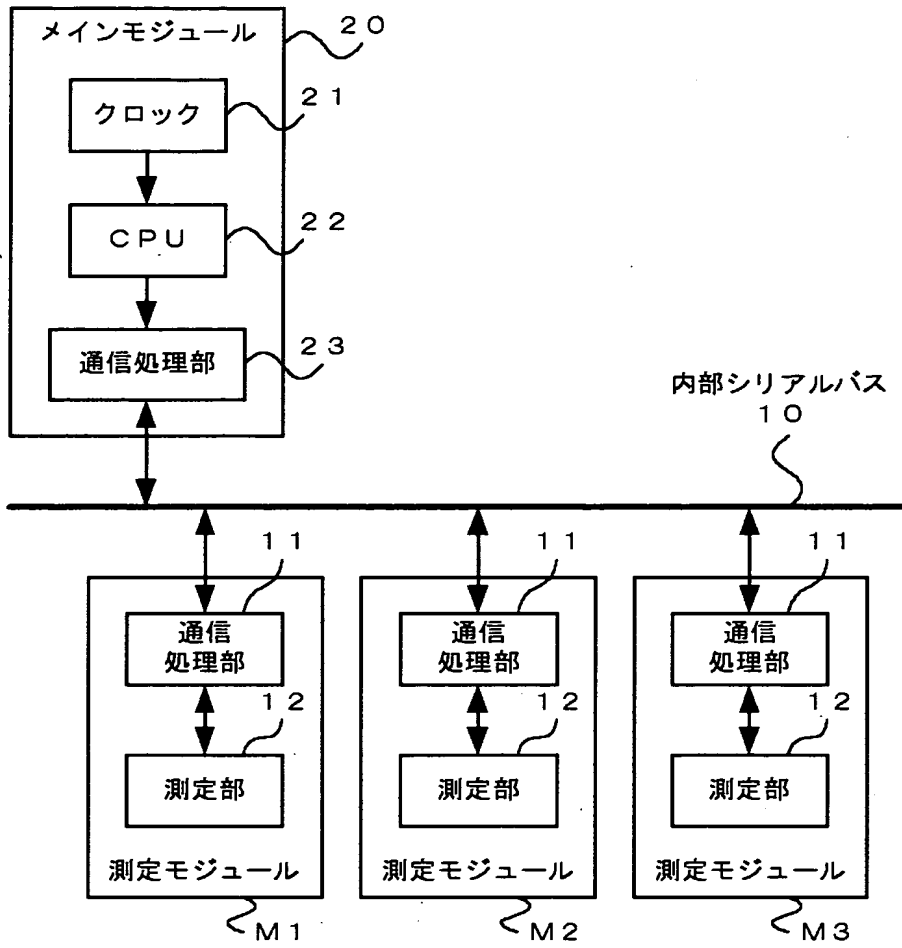 メインモジュール
20
クロック
21
CPU
22
通信処理部
23
内部シリアルバス
10
11
11
11
通信
処理部
通信
処理部
通信
処理部
12
12
12
測定部
測定部
測定部
測定モジュール
測定モジュール
測定モジュール
M1
M2
M3